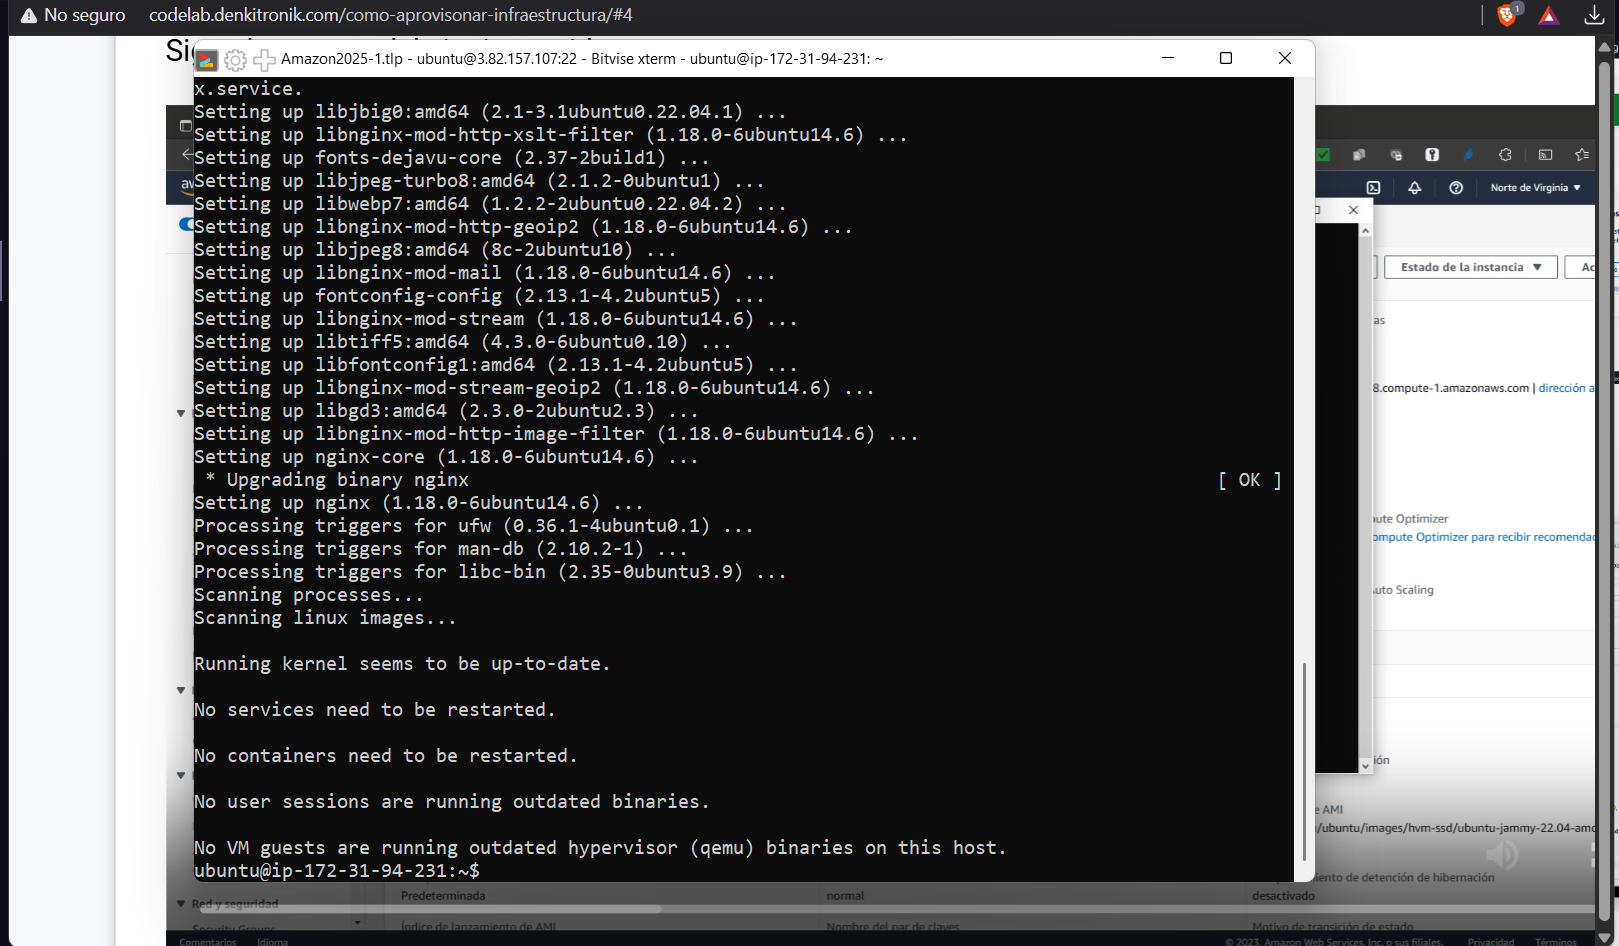 No seguro codelab.denkitronik.com/como-aprovisonar-infraestructura/#4
1
Amazon2025-1.tlp - ubuntu@3.82.157.107:22 - Bitvise xterm - ubuntu@ip-172-31-94-231: ~
x.service.
Setting up libjbig0:amd64 (2.1-3.1ubuntu0.22.04.1) ...
Setting up libnginx-mod-http-xslt-filter (1.18.0-6ubuntu14.6) ...
Setting up fonts-dejavu-core (2.37-2build1) ...
Setting up libjpeg-turbo8:amd64 (2.1.2-0ubuntu1) ...
Setting up libwebp7:amd64 (1.2.2-2ubuntu0.22.04.2) ...
Setting up libnginx-mod-http-geoip2 (1.18.0-6ubuntu14.6) ...
Setting up libjpeg8:amd64 (8c-2ubuntu10) ...
Setting up libnginx-mod-mail (1.18.0-6ubuntu14.6) ...
Setting up fontconfig-config (2.13.1-4.2ubuntu5) ...
Setting up libnginx-mod-stream (1.18.0-6ubuntu14.6) ...
Setting up libtiff5:amd64 (4.3.0-6ubuntu0.10) ...
Setting up libfontconfig1:amd64 (2.13.1-4.2ubuntu5) ...
Setting up libnginx-mod-stream-geoip2 (1.18.0-6ubuntu14.6) ...
Setting up libgd3:amd64 (2.3.0-2ubuntu2.3) ...
Setting up libnginx-mod-http-image-filter (1.18.0-6ubuntu14.6) ...
Setting up nginx-core (1.18.0-6ubuntu14.6) ...
* Upgrading binary nginx [ OK ]
Setting up nginx (1.18.0-6ubuntu14.6) ...
Processing triggers for ufw (0.36.1-4ubuntu0.1) ...
Processing triggers for man-db (2.10.2-1) ...
Processing triggers for libc-bin (2.35-0ubuntu3.9) ...
Scanning processes...
Scanning linux images...
Running kernel seems to be up-to-date.
No services need to be restarted.
No containers need to be restarted.
No user sessions are running outdated binaries.
No VM guests are running outdated hypervisor (qemu) binaries on this host.
ubuntu@ip-172-31-94-231:~$
Norte de Virginia
Estado de la instancia
Ac
as
8.compute-1.amazonaws.com | dirección a
ute Optimizer
ompute Optimizer para recibir recomendac
uto Scaling
ión
e AMI
/ubuntu/images/hvm-ssd/ubuntu-jammy-22.04-amd
miento de detención de hibernación
Predeterminada normal desactivado
Red y seguridad
Security Groups
Índice de lanzamiento de AMI Nombre del par de claves Motivo de transición de estado
Comentarios Idioma © 2023, Amazon Web Services, Inc. o sus filiales. Privacidad Términos